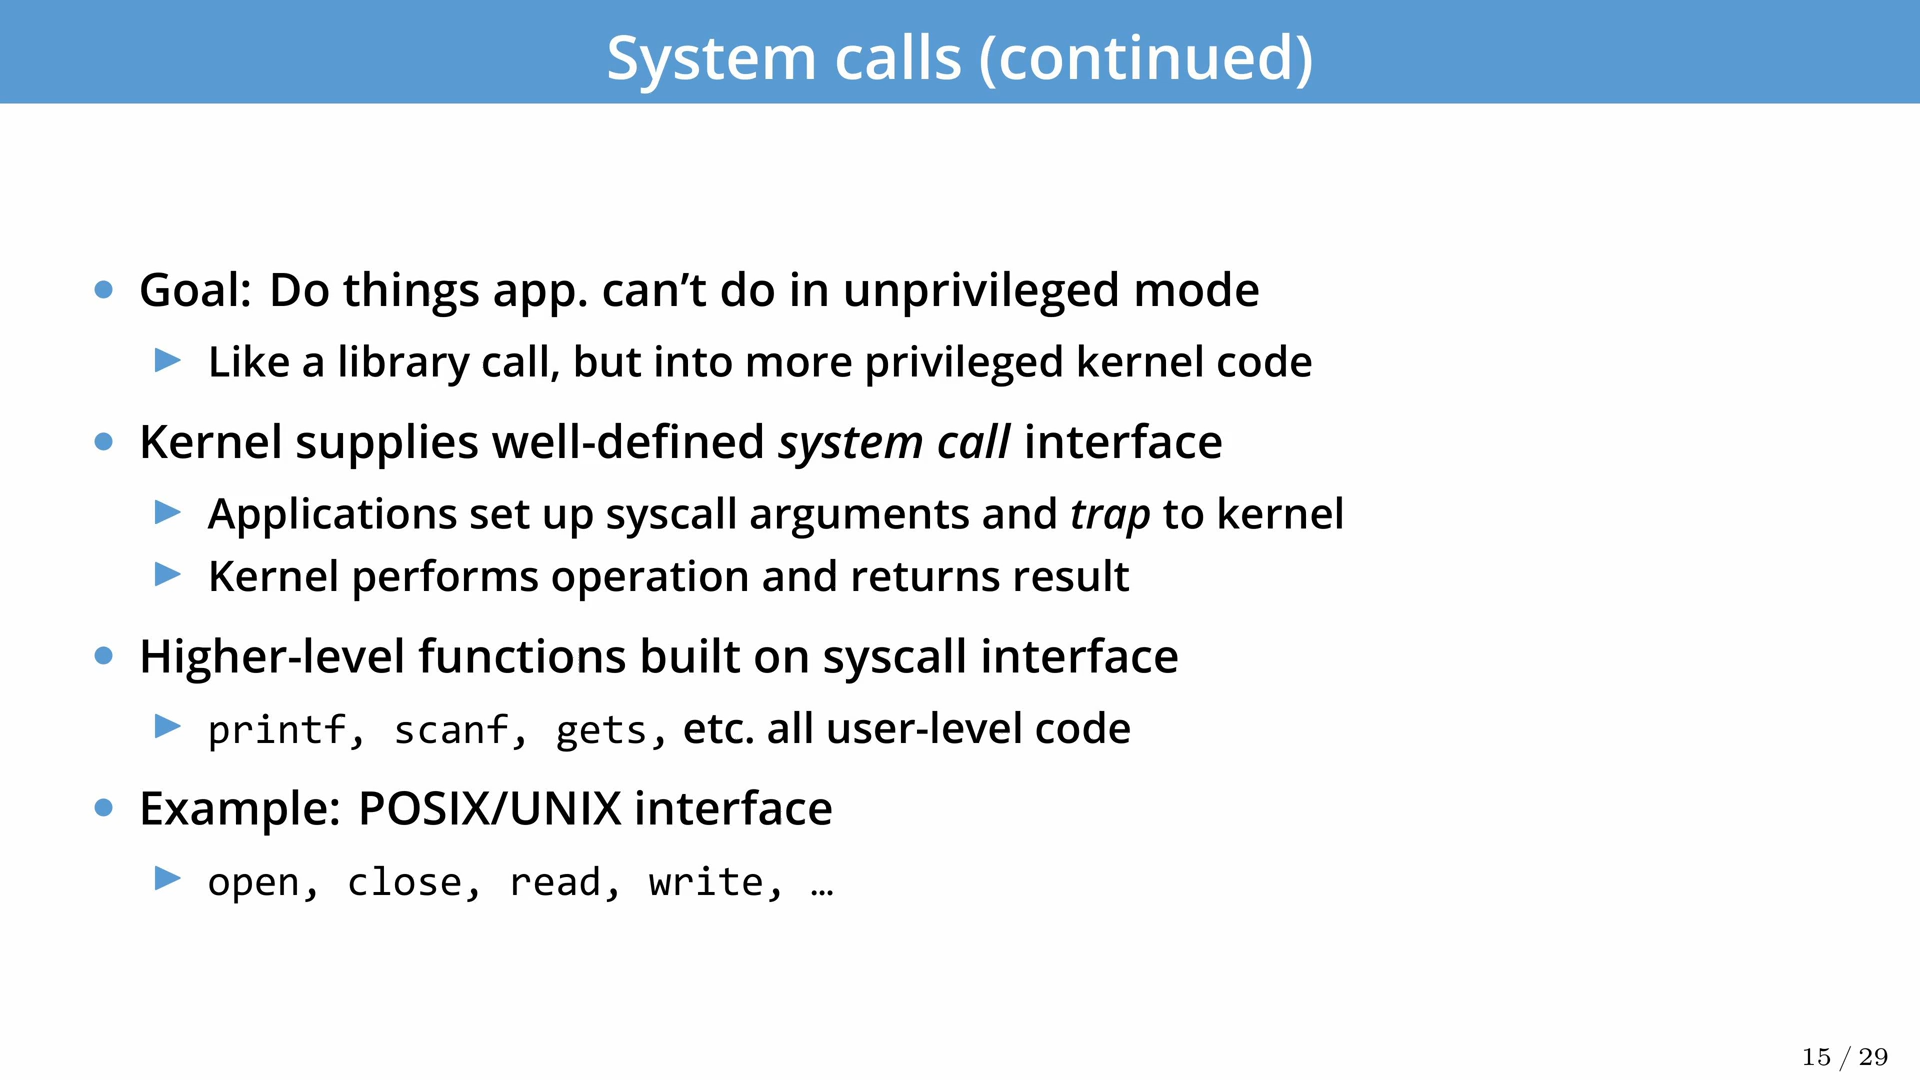 System calls (continued)
• Goal: Do things app. can’t do in unprivileged mode
▶ Like a library call, but into more privileged kernel code
• Kernel supplies well-defined system call interface
▶ Applications set up syscall arguments and trap to kernel
▶ Kernel performs operation and returns result
• Higher-level functions built on syscall interface
▶ printf, scanf, gets, etc. all user-level code
• Example: POSIX/UNIX interface
▶ open, close, read, write, …
15 / 29